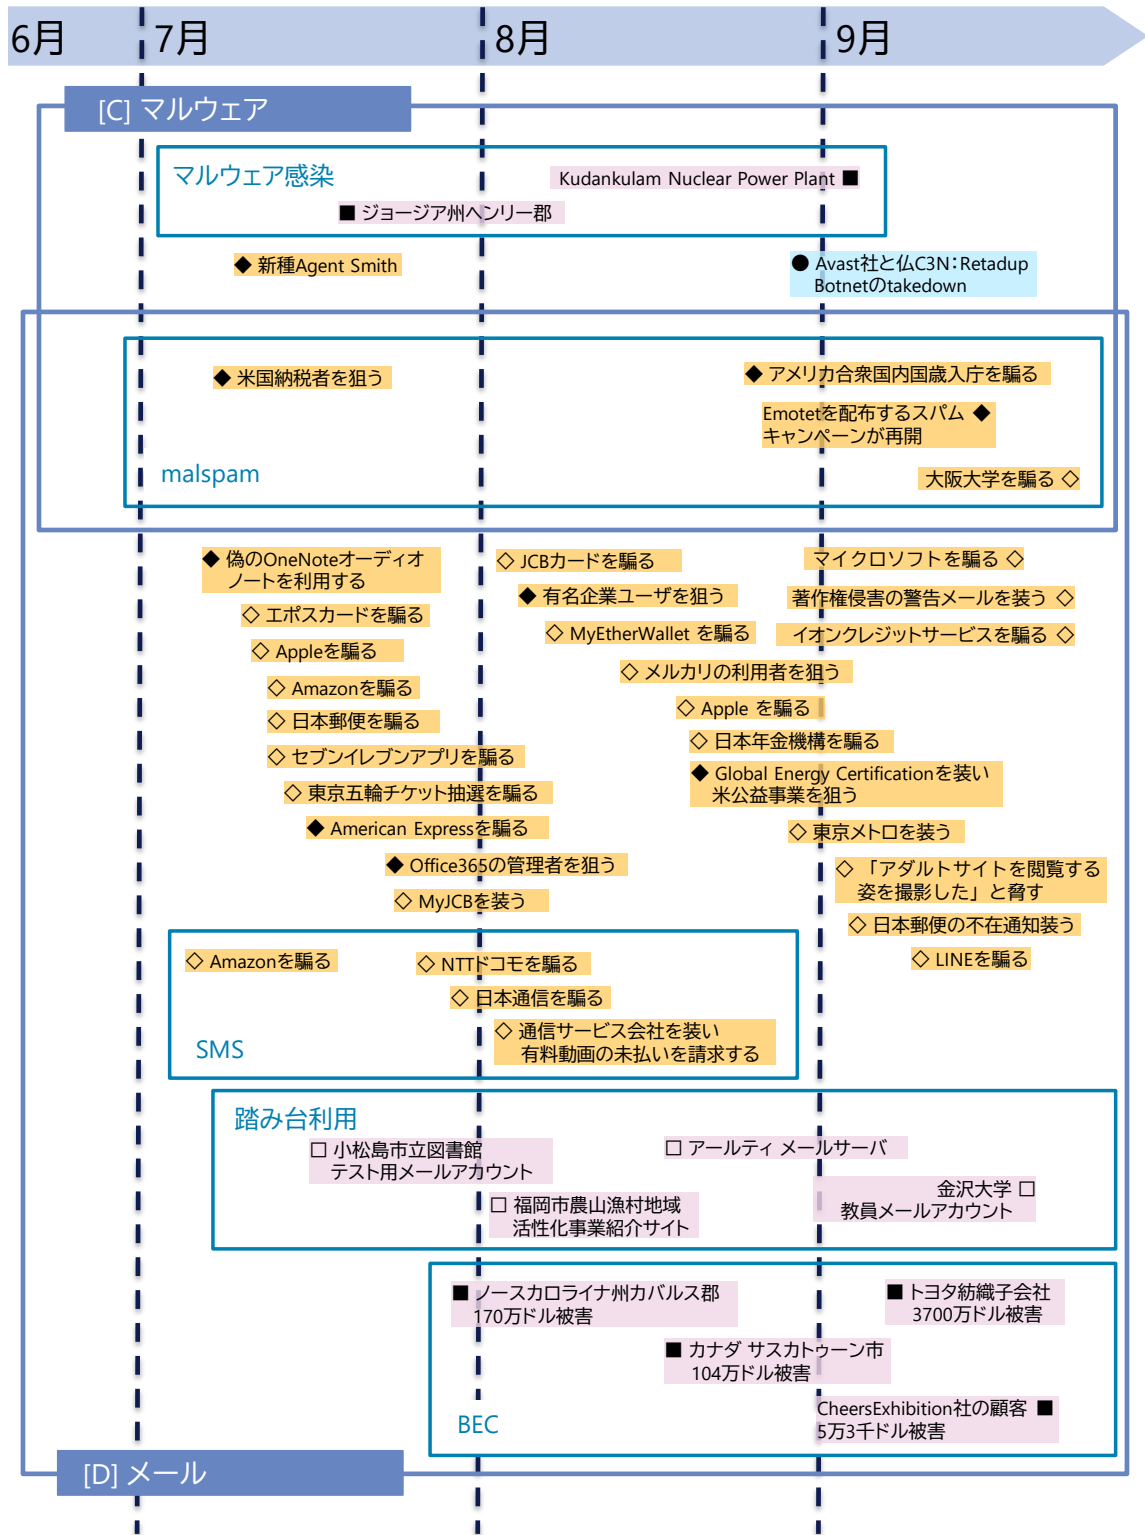 6月
7月
8月
9月
[C] マルウェア
マルウェア感染
Kudankulam Nuclear Power Plant ■
■ ジョージア州ヘンリー郡
◆ 新種Agent Smith
● Avast社と仏C3N：Retadup
Botnetのtakedown
◆ 米国納税者を狙う
◆ アメリカ合衆国内国歳入庁を騙る
Emotetを配布するスパム ◆
キャンペーンが再開
malspam
大阪大学を騙る ◇
◆ 偽のOneNoteオーディオ
ノートを利用する
◇ エポスカードを騙る
◇ Appleを騙る
◇ Amazonを騙る
◇ 日本郵便を騙る
◇ セブンイレブンアプリを騙る
◇ 東京五輪チケット抽選を騙る
◆ American Expressを騙る
◆ Office365の管理者を狙う
◇ MyJCBを装う
◇ JCBカードを騙る
◆ 有名企業ユーザを狙う
◇ MyEtherWallet を騙る
◇ メルカリの利用者を狙う
◇ Apple を騙る
◇ 日本年金機構を騙る
◆ Global Energy Certificationを装い
米公益事業を狙う
◇ 東京メトロを装う
マイクロソフトを騙る ◇
著作権侵害の警告メールを装う ◇
イオンクレジットサービスを騙る ◇
◇ 「アダルトサイトを閲覧する
姿を撮影した」と脅す
◇ 日本郵便の不在通知装う
◇ LINEを騙る
◇ Amazonを騙る
◇ NTTドコモを騙る
◇ 日本通信を騙る
◇ 通信サービス会社を装い
有料動画の未払いを請求する
SMS
踏み台利用
□ 小松島市立図書館
テスト用メールアカウント
□ アールティ メールサーバ
□ 福岡市農山漁村地域
活性化事業紹介サイト
金沢大学 □
教員メールアカウント
■ ノースカロライナ州カバルス郡
170万ドル被害
■ トヨタ紡織子会社
3700万ドル被害
■ カナダ サスカトゥーン市
104万ドル被害
CheersExhibition社の顧客 ■
5万3千ドル被害
BEC
[D] メール